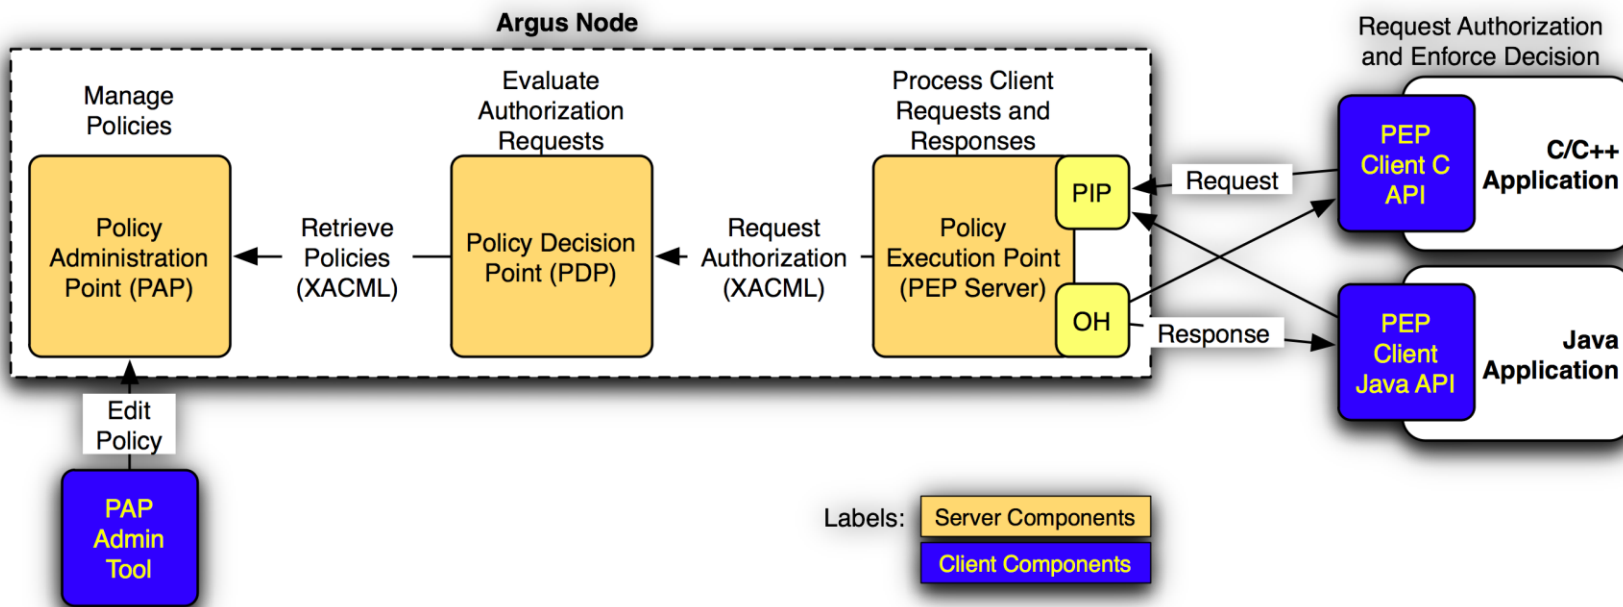 Argus Node
Request Authorization
and Enforce Decision
Manage
Policies
Evaluate
Authorization
Requests
Process Client
Requests and
Responses
Policy
Administration
Point (PAP)
Retrieve
Policies
(XACML)
Policy Decision
Point (PDP)
Request
Authorization
(XACML)
Policy
Execution Point
(PEP Server)
PIP
OH
Request
Response
PEP
Client C
API
C/C++
Application
PEP
Client
Java API
Java
Application
Edit
Policy
PAP
Admin
Tool
Labels:
Server Components
Client Components